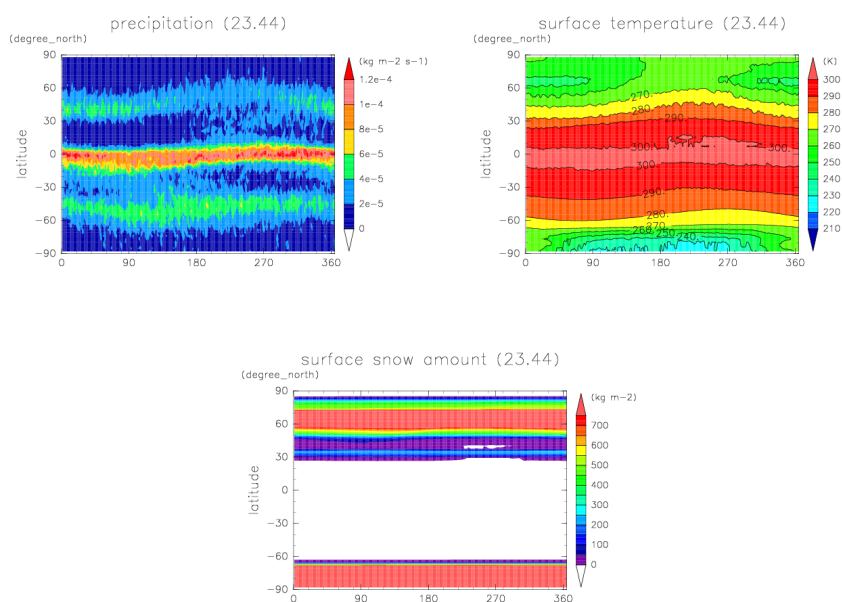 precipitation (23.44)
(degree_north)
(kg m-2 s-1)
latitude
90
60
30
0
−30
−60
−90
0 90 180 270 360
1.2e-4
1e-4
8e-5
6e-5
4e-5
2e-5
0
surface temperature (23.44)
(degree_north)
(K)
latitude
90
60
30
0
−30
−60
−90
0 90 180 270 360
270.
280.
290.
300.
300.
300.
290.
280.
270.
260.
250.
240.
300
290
280
270
260
250
240
230
220
210
surface snow amount (23.44)
(degree_north)
(kg m-2)
latitude
90
60
30
0
−30
−60
−90
0 90 180 270 360
700
600
500
400
300
200
100
0